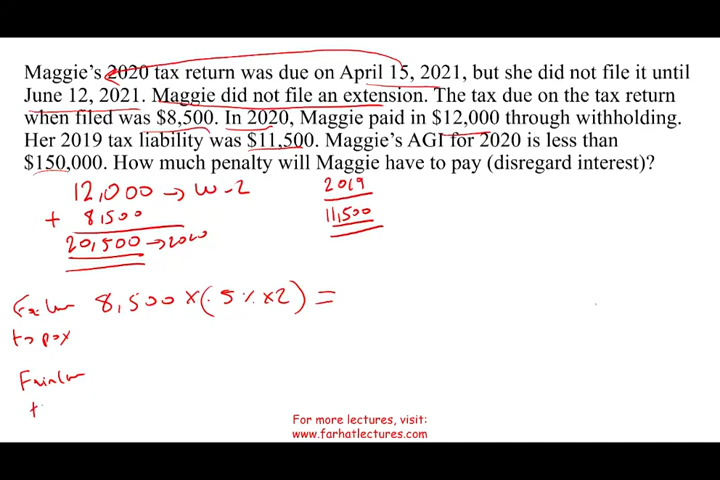 Maggie's 2020 tax return was due on April 15, 2021, but she did not file it until
June 12, 2021. Maggie did not file an extension. The tax due on the tax return
when filed was $8,500. In 2020, Maggie paid in $12,000 through withholding.
Her 2019 tax liability was $11,500. Maggie's AGI for 2020 is less than
$150,000. How much penalty will Maggie have to pay (disregard interest)?
12,000 → W-2
+ 8,500
20,500 → 2020
2019
11,500
8,500 × (.5% ×2) =
to pay
For more lectures, visit:
www.farhatlectures.com